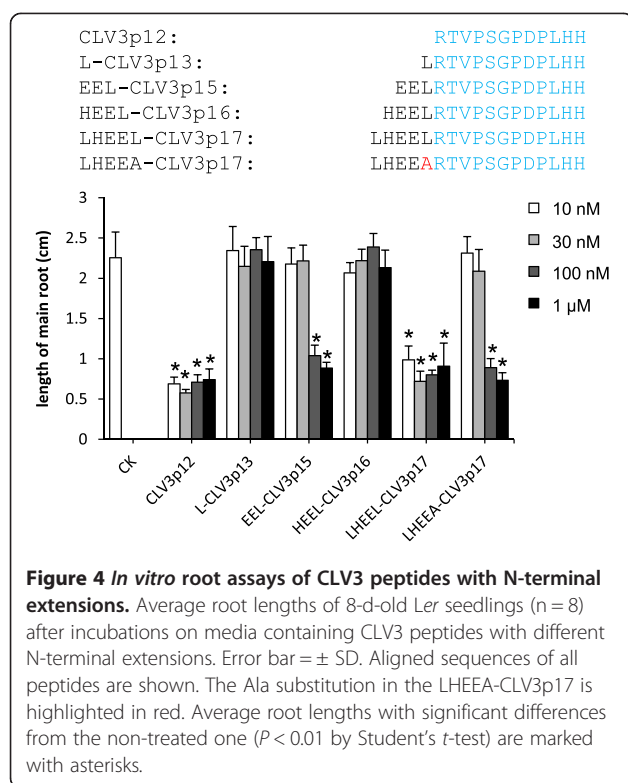 CLV3p12: RTVPSGPDPLHH
L-CLV3p13: LRTVPSGPDPLHH
EEL-CLV3p15: EELRTVPSGPDPLHH
HEEL-CLV3p16: HEELRTVPSGPDPLHH
LHEEL-CLV3p17: LHEELRTVPSGPDPLHH
LHEEA-CLV3p17: LHEEARTVPSGPDPLHH
length of main root (cm)
3
2.5
2
1.5
1
0.5
0
* * * *
* *
* * * *
* *
10 nM
30 nM
100 nM
1 µM
CK
CLV3p12
L-CLV3p13
EEL-CLV3p15
HEEL-CLV3p16
LHEEL-CLV3p17
LHEEA-CLV3p17
Figure 4 In vitro root assays of CLV3 peptides with N-terminal
extensions. Average root lengths of 8-d-old Ler seedlings (n = 8)
after incubations on media containing CLV3 peptides with different
N-terminal extensions. Error bar = ± SD. Aligned sequences of all
peptides are shown. The Ala substitution in the LHEEA-CLV3p17 is
highlighted in red. Average root lengths with significant differences
from the non-treated one (P < 0.01 by Student's t-test) are marked
with asterisks.